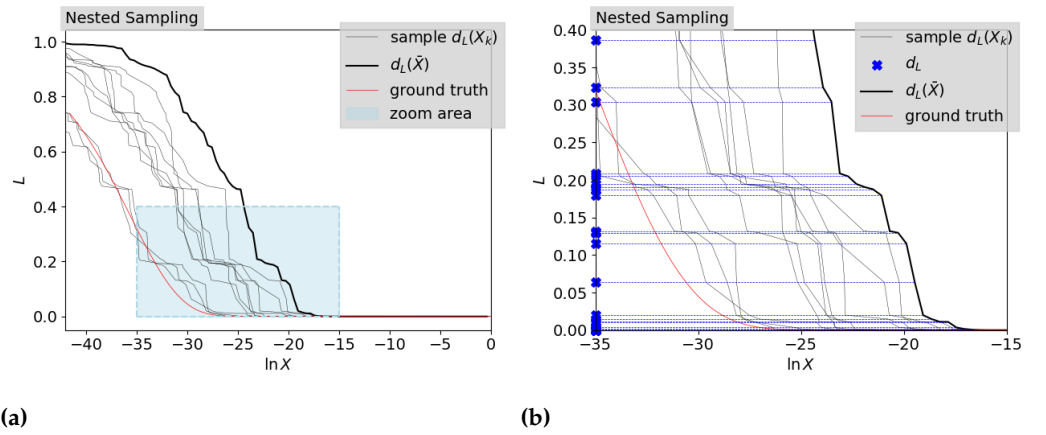 Nested Sampling
1.0
0.8
0.6
0.4
0.2
0.0
L
−40 −35 −30 −25 −20 −15 −10 −5 0
ln X
sample d_L(X_k)
d_L(X̄)
ground truth
zoom area
(a)
Nested Sampling
0.40
0.35
0.30
0.25
0.20
0.15
0.10
0.05
0.00
L
−35 −30 −25 −20 −15
ln X
sample d_L(X_k)
d_L
d_L(X̄)
ground truth
(b)